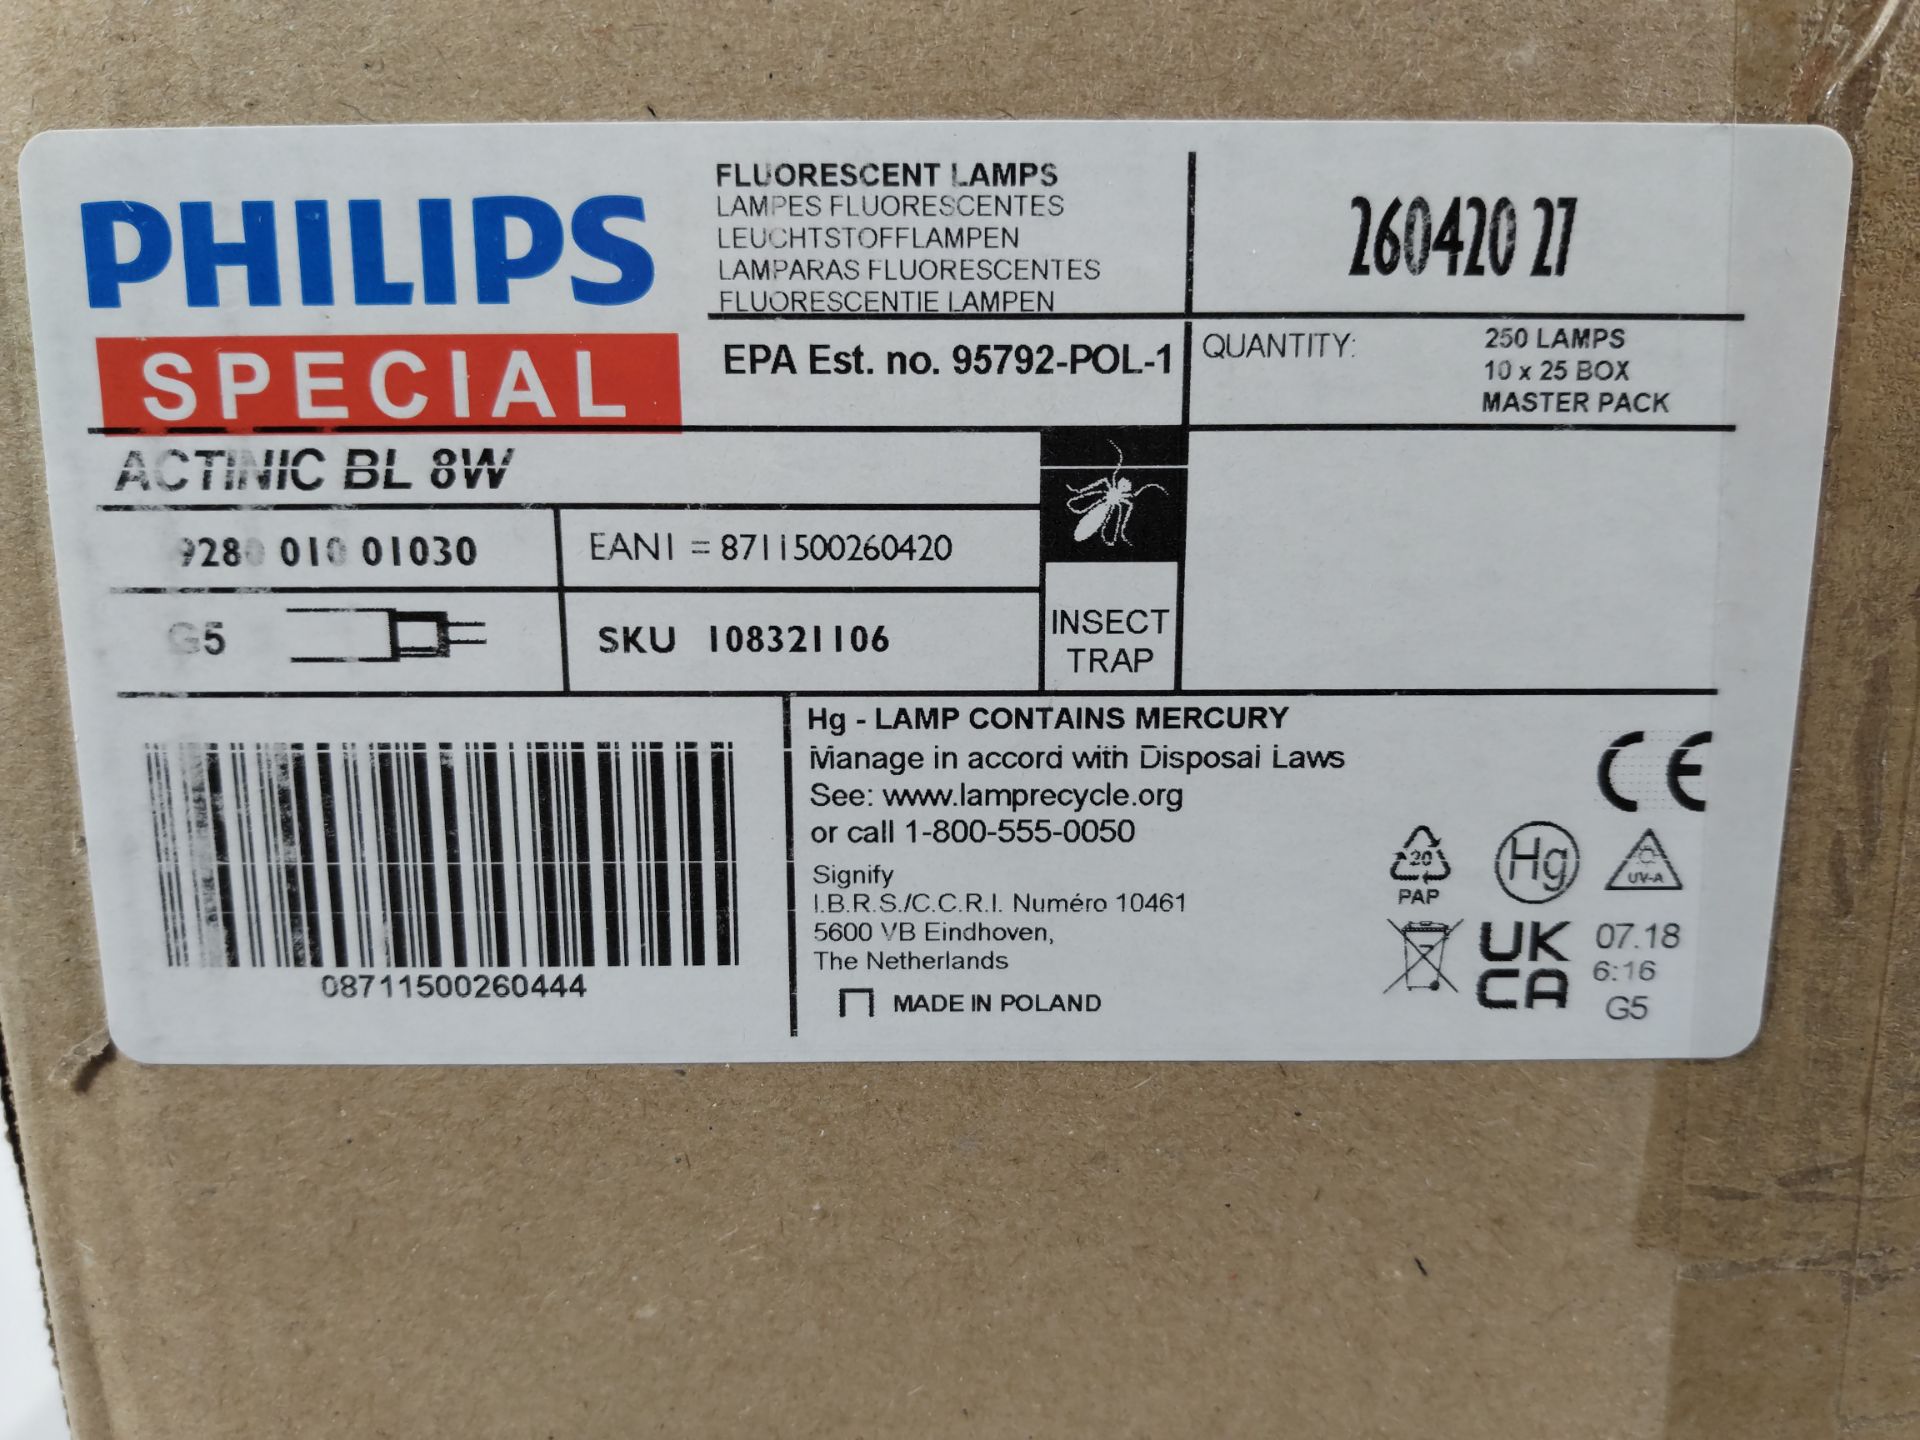 PHILIPS
SPECIAL
FLUORESCENT LAMPS
LAMPES FLUORESCENTES
LEUCHTSTOFFLAMPEN
LAMPARAS FLUORESCENTES
FLUORESCENTIE LAMPEN
260420 27
EPA Est. no. 95792-POL-1
QUANTITY:
250 LAMPS
10 x 25 BOX
MASTER PACK
ACTINIC BL 8W
9280 010 01030
EAN1 = 8711500260420
G5
SKU 108321106
INSECT
TRAP
08711500260444
Hg - LAMP CONTAINS MERCURY
Manage in accord with Disposal Laws
See: www.lamprecycle.org
or call 1-800-555-0050
Signify
I.B.R.S./C.C.R.I. Numéro 10461
5600 VB Eindhoven,
The Netherlands
MADE IN POLAND
CE
20
PAP
Hg
UV-A
UK
CA
07.18
6:16
G5